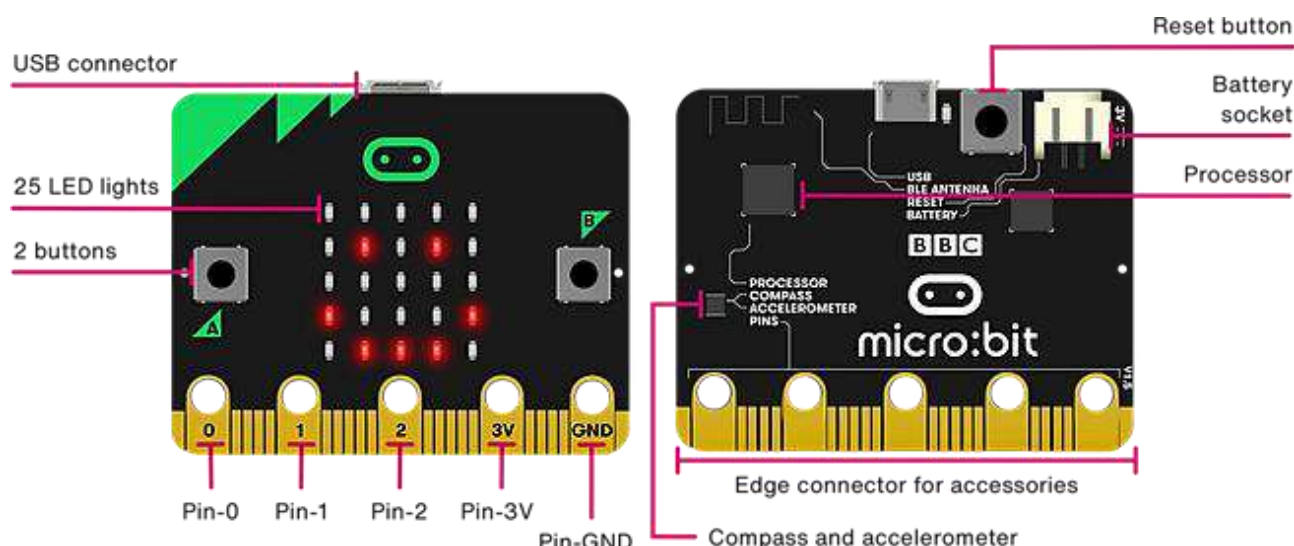 USB connector
25 LED lights
2 buttons
A
B
0
1
2
3V
GND
Pin-0
Pin-1
Pin-2
Pin-3V
Pin-GND
Reset button
Battery
socket
Processor
USB
BLE ANTENNA
RESET
BATTERY
BBC
PROCESSOR
COMPASS
ACCELEROMETER
PINS
micro:bit
V1.5
Edge connector for accessories
Compass and accelerometer